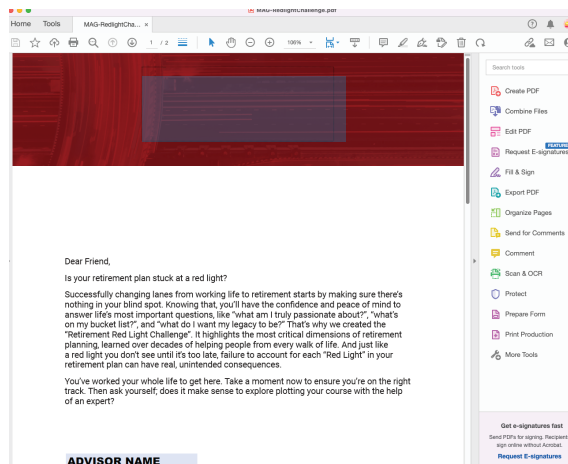 MAG-RedlightChallenge.pdf
Home Tools MAG-RedlightCha... ×
1 / 2 106%
Search tools
Create PDF
Combine Files
Edit PDF
FEATURE
Request E-signatures
Fill & Sign
Export PDF
Organize Pages
Send for Comments
Comment
Scan & OCR
Protect
Prepare Form
Print Production
More Tools
Dear Friend,
Is your retirement plan stuck at a red light?
Successfully changing lanes from working life to retirement starts by making sure there's
nothing in your blind spot. Knowing that, you'll have the confidence and peace of mind to
answer life's most important questions, like “what am I truly passionate about?”, “what's
on my bucket list?”, and “what do I want my legacy to be?” That's why we created the
“Retirement Red Light Challenge”. It highlights the most critical dimensions of retirement
planning, learned over decades of helping people from every walk of life. And just like
a red light you don't see until it's too late, failure to account for each “Red Light” in your
retirement plan can have real, unintended consequences.
You've worked your whole life to get here. Take a moment now to ensure you're on the right
track. Then ask yourself; does it make sense to explore plotting your course with the help
of an expert?
ADVISOR NAME
Get e-signatures fast
Send PDFs for signing. Recipient
sign online without Acrobat.
Request E-signatures